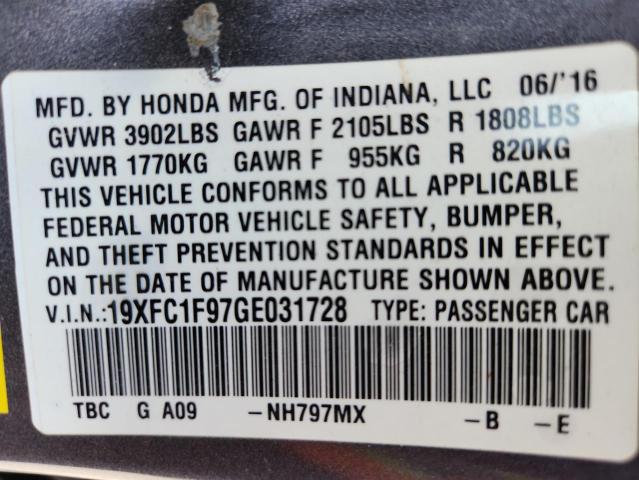 MFD. BY HONDA MFG. OF INDIANA, LLC 06/'16
GVWR 3902LBS GAWR F 2105LBS R 1808LBS
GVWR 1770KG GAWR F 955KG R 820KG
THIS VEHICLE CONFORMS TO ALL APPLICABLE
FEDERAL MOTOR VEHICLE SAFETY, BUMPER,
AND THEFT PREVENTION STANDARDS IN EFFECT
ON THE DATE OF MANUFACTURE SHOWN ABOVE.
V.I.N.:19XFC1F97GE031728 TYPE: PASSENGER CAR
TBC G A09 -NH797MX -B -E